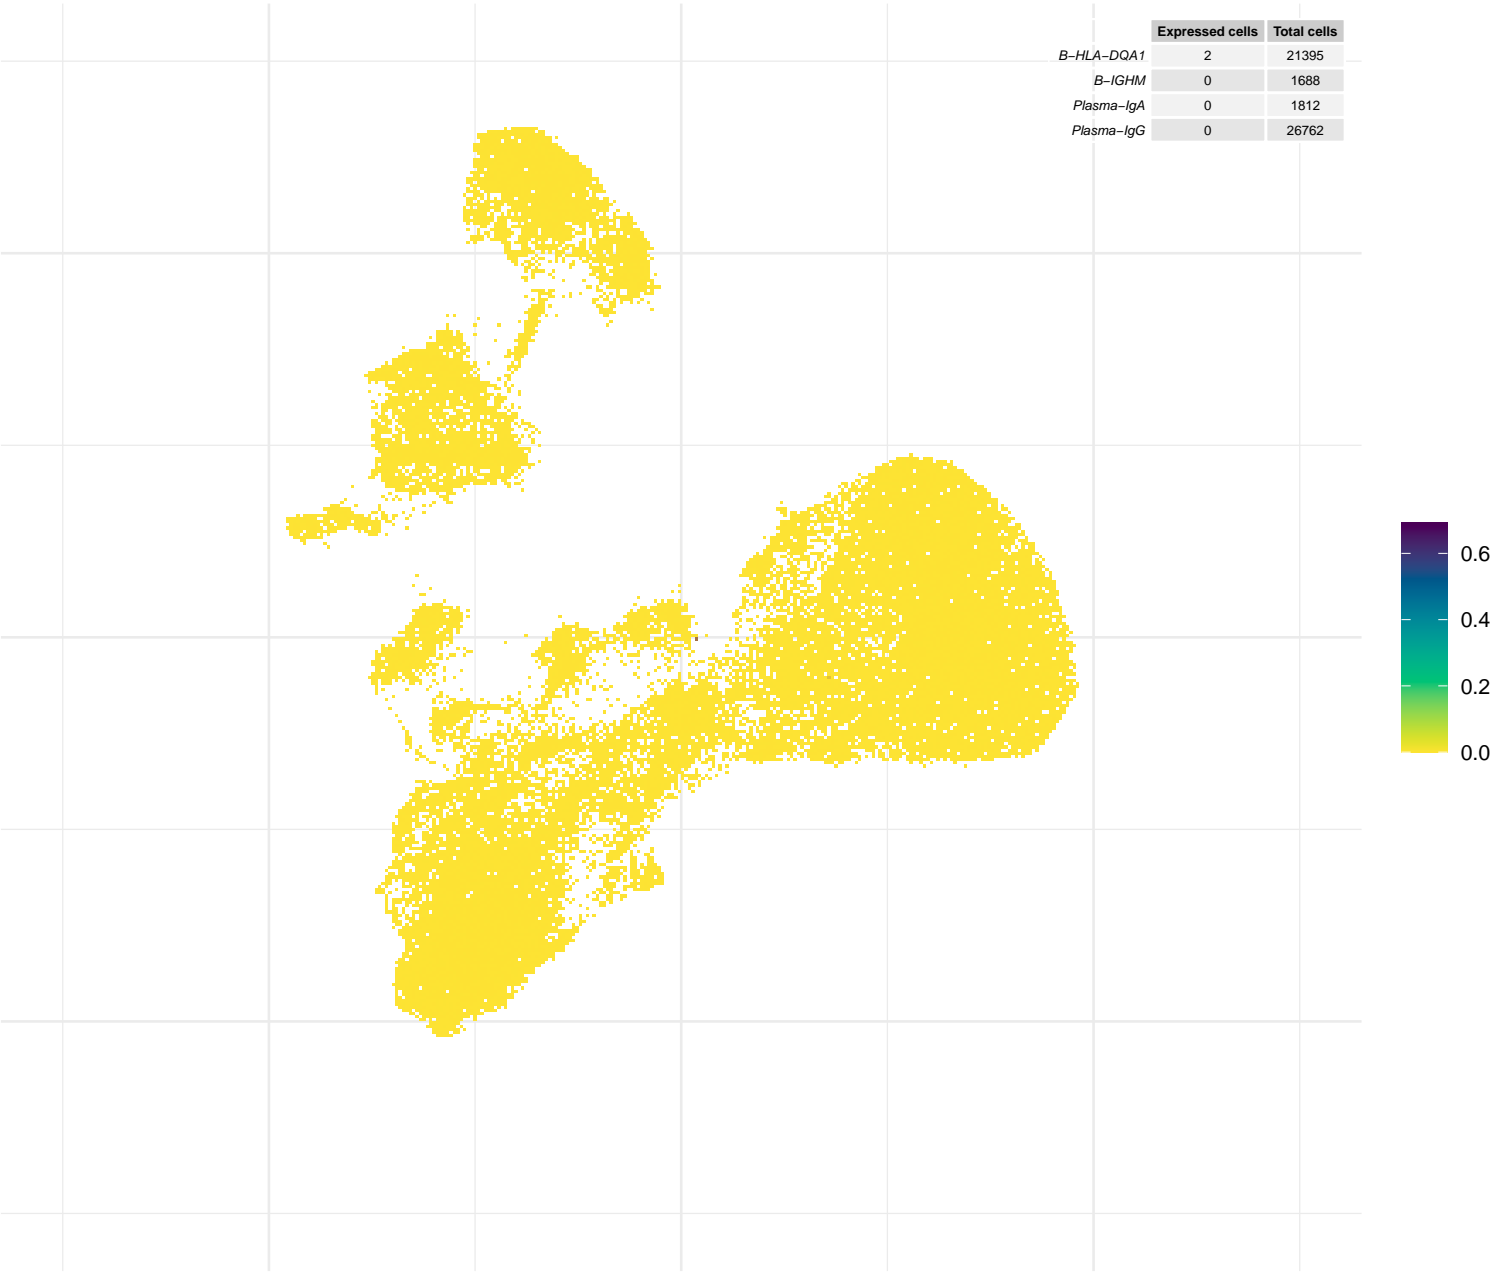 Expressed cells Total cells
B−HLA−DQA1 2 21395
B−IGHM 0 1688
Plasma−IgA 0 1812
Plasma−IgG 0 26762
0.6
0.4
0.2
0.0